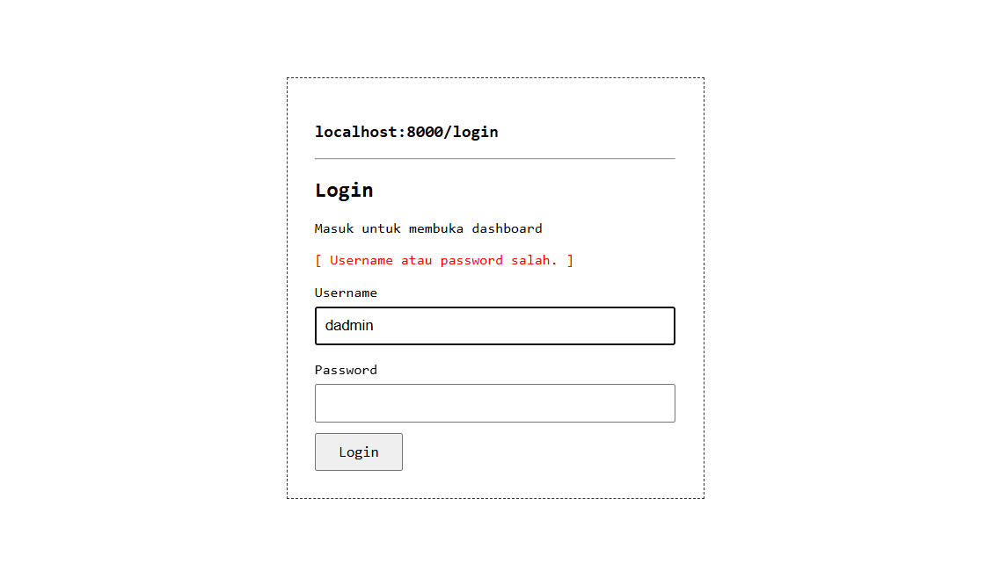 localhost:8000/login
Login
Masuk untuk membuka dashboard
[ Username atau password salah. ]
Username
dadmin
Password
Login